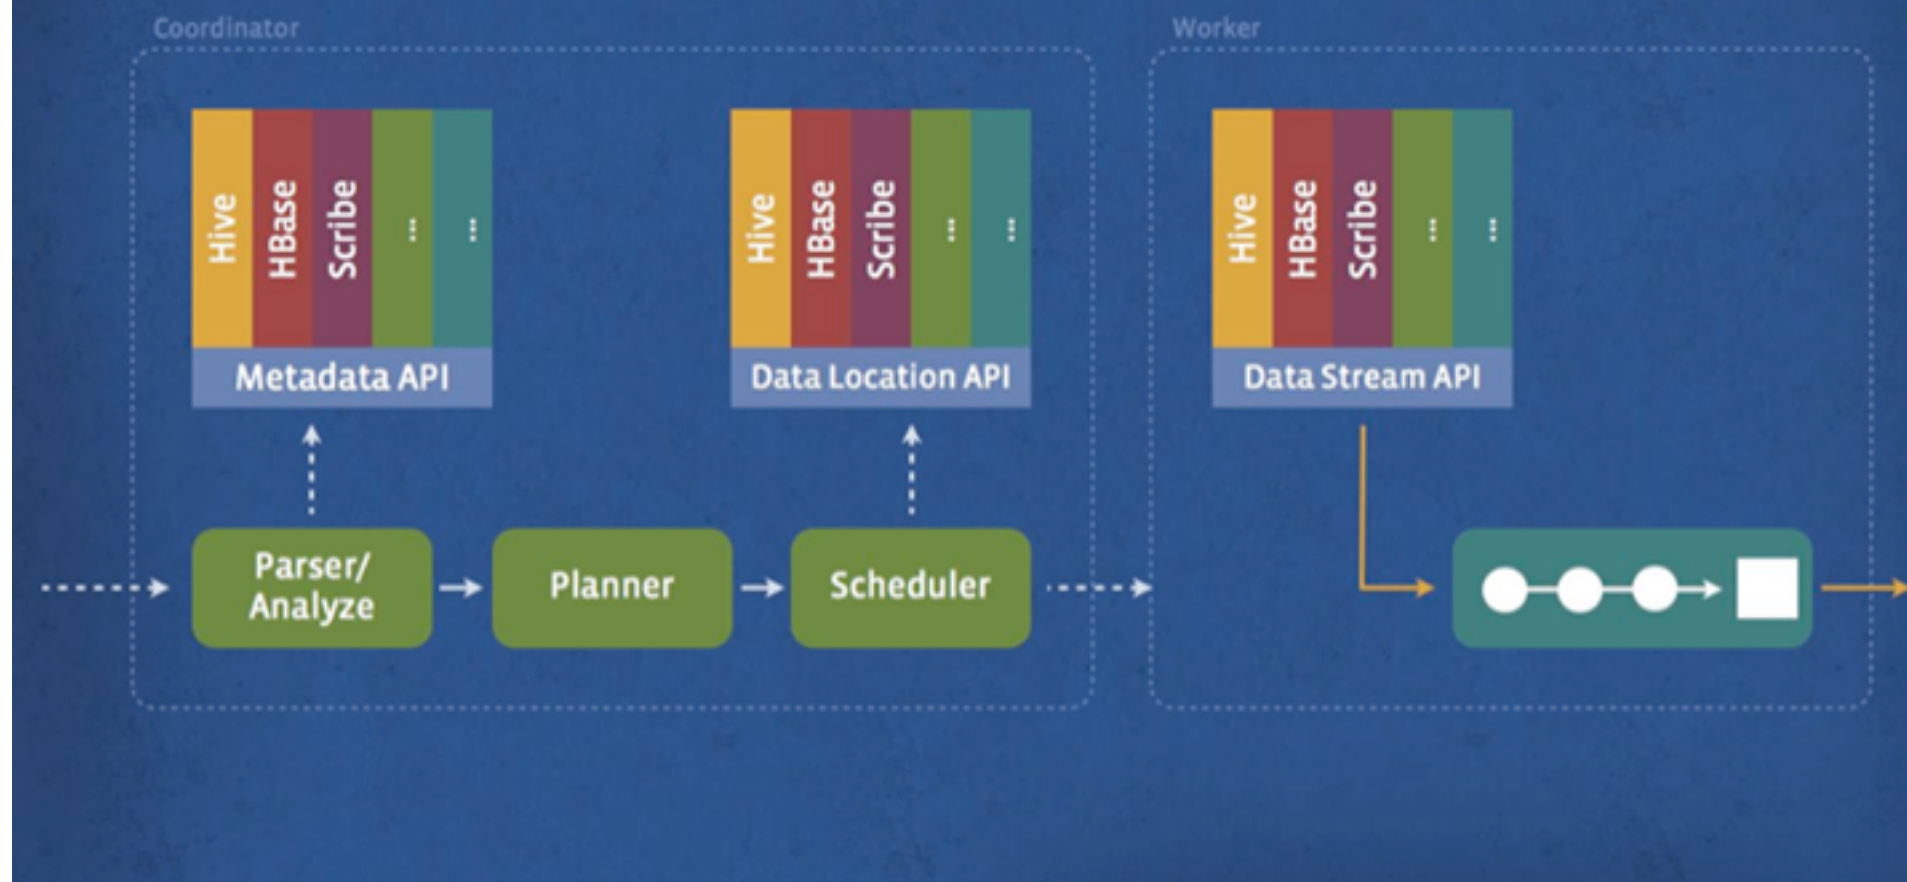 Coordinator
Worker
Hive
HBase
Scribe
...
...
Metadata API
Hive
HBase
Scribe
...
...
Data Location API
Hive
HBase
Scribe
...
...
Data Stream API
Parser/
Analyze
Planner
Scheduler